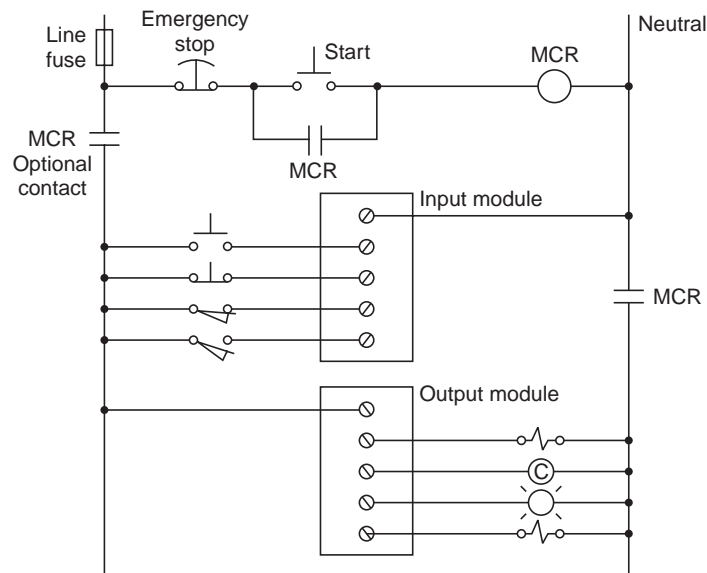 Line
fuse
Emergency
stop
Start
MCR
Neutral
MCR
Optional
contact
MCR
Input module
MCR
Output module
C